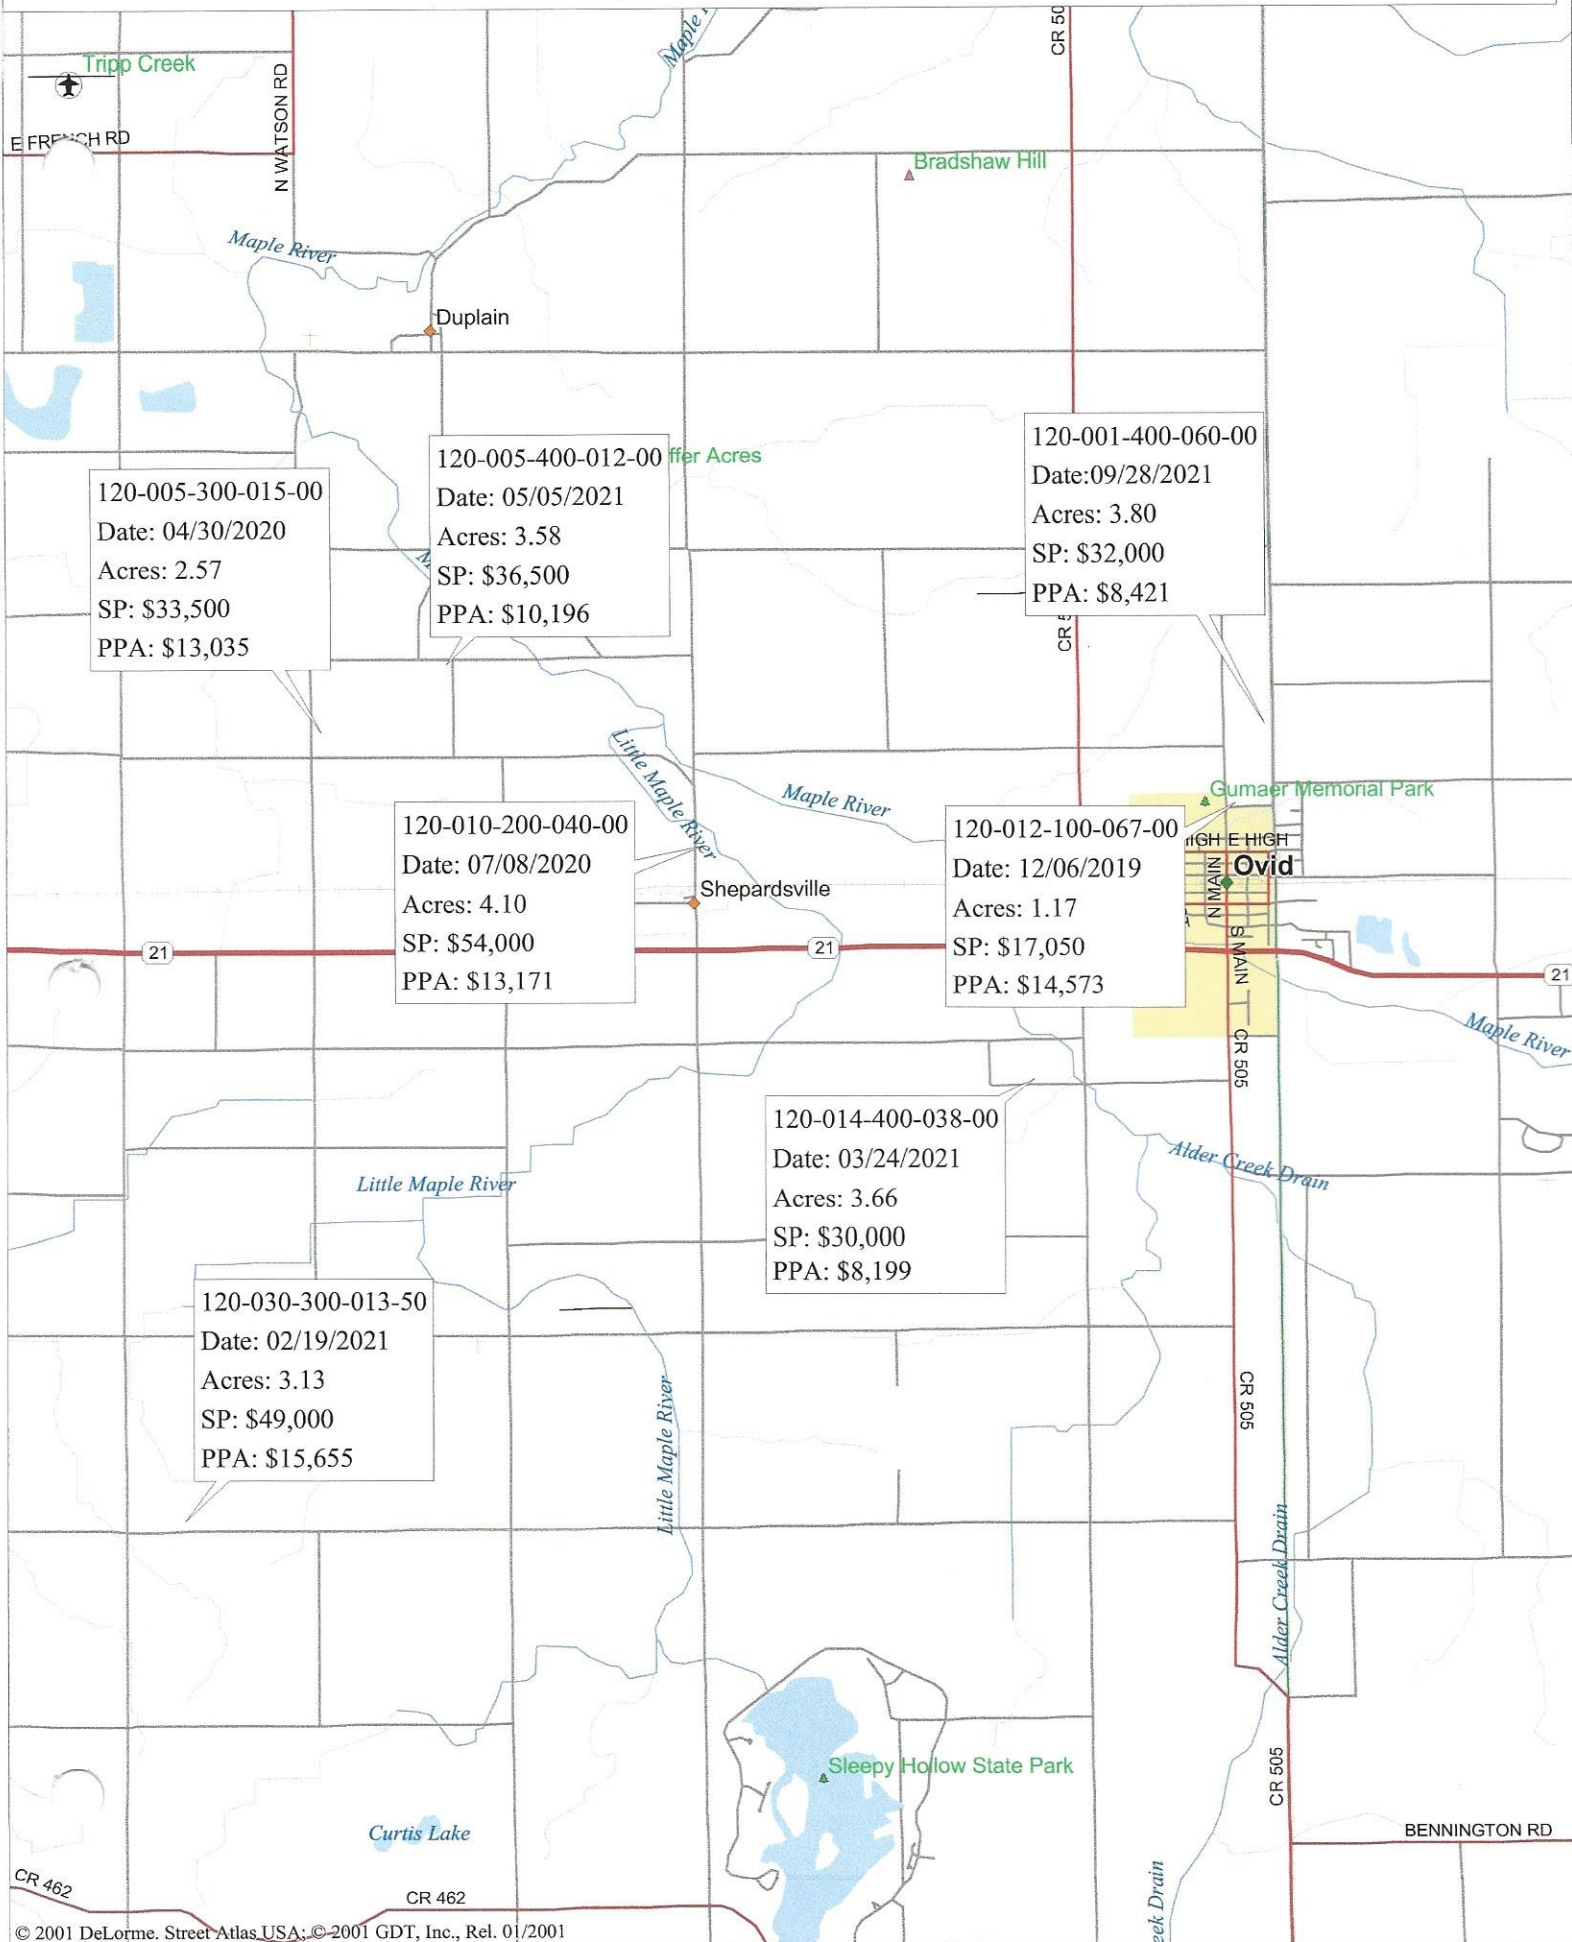 Maple
CR 50
Tripp Creek
E FRENCH RD
N WATSON RD
Bradshaw Hill
Maple River
Duplain
120-005-300-015-00
Date: 04/30/2020
Acres: 2.57
SP: $33,500
PPA: $13,035
120-005-400-012-00
Date: 05/05/2021
Acres: 3.58
SP: $36,500
PPA: $10,196
ffer Acres
120-001-400-060-00
Date:09/28/2021
Acres: 3.80
SP: $32,000
PPA: $8,421
CR 5
Little Maple River
Maple River
Gumaer Memorial Park
120-010-200-040-00
Date: 07/08/2020
Acres: 4.10
SP: $54,000
PPA: $13,171
Shepardsville
120-012-100-067-00
Date: 12/06/2019
Acres: 1.17
SP: $17,050
PPA: $14,573
IGH
E HIGH
Ovid
N MAIN
S MAIN
21
21
21
Maple River
CR 505
120-014-400-038-00
Date: 03/24/2021
Acres: 3.66
SP: $30,000
PPA: $8,199
Alder Creek Drain
Little Maple River
120-030-300-013-50
Date: 02/19/2021
Acres: 3.13
SP: $49,000
PPA: $15,655
Little Maple River
CR 505
Alder Creek Drain
Sleepy Hollow State Park
CR 505
Curtis Lake
BENNINGTON RD
CR 462
CR 462
eek Drain
© 2001 DeLorme. Street Atlas USA; © 2001 GDT, Inc., Rel. 01/2001